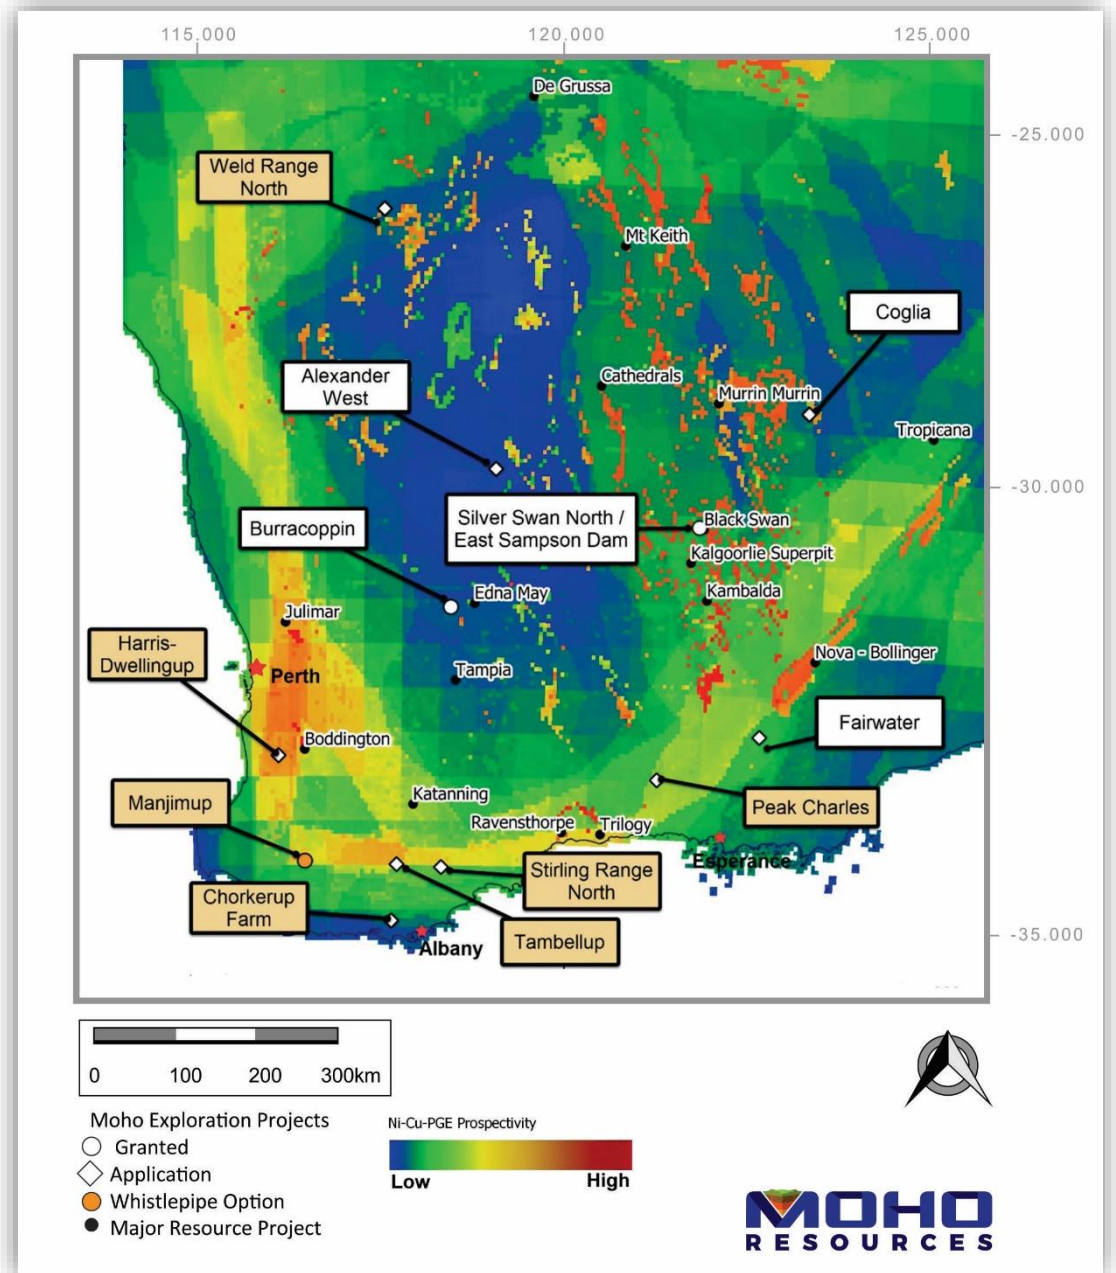 115.000
120.000
125.000
De Grussa
-25.000
Weld Range
North
Mt Keith
Coglia
Alexander
West
Cathedrals
Murrin Murrin
Tropicana
-30.000
Silver Swan North /
East Sampson Dam
Black Swan
Burracoppin
Kalgoorlie Superpit
Edna May
Kambalda
Julimar
Harris-
Dwellingup
Nova - Bollinger
Perth
Tampia
Fairwater
Boddington
Manjimup
Katanning
Peak Charles
Ravensthorpe
Trilogy
Esperance
Stirling Range
North
Chorkerup
Farm
Tambellup
Albany
-35.000
0 100 200 300km
Moho Exploration Projects
Granted
Application
Whistlepipe Option
Major Resource Project
Ni-Cu-PGE Prospectivity
Low High
MOHO
RESOURCES